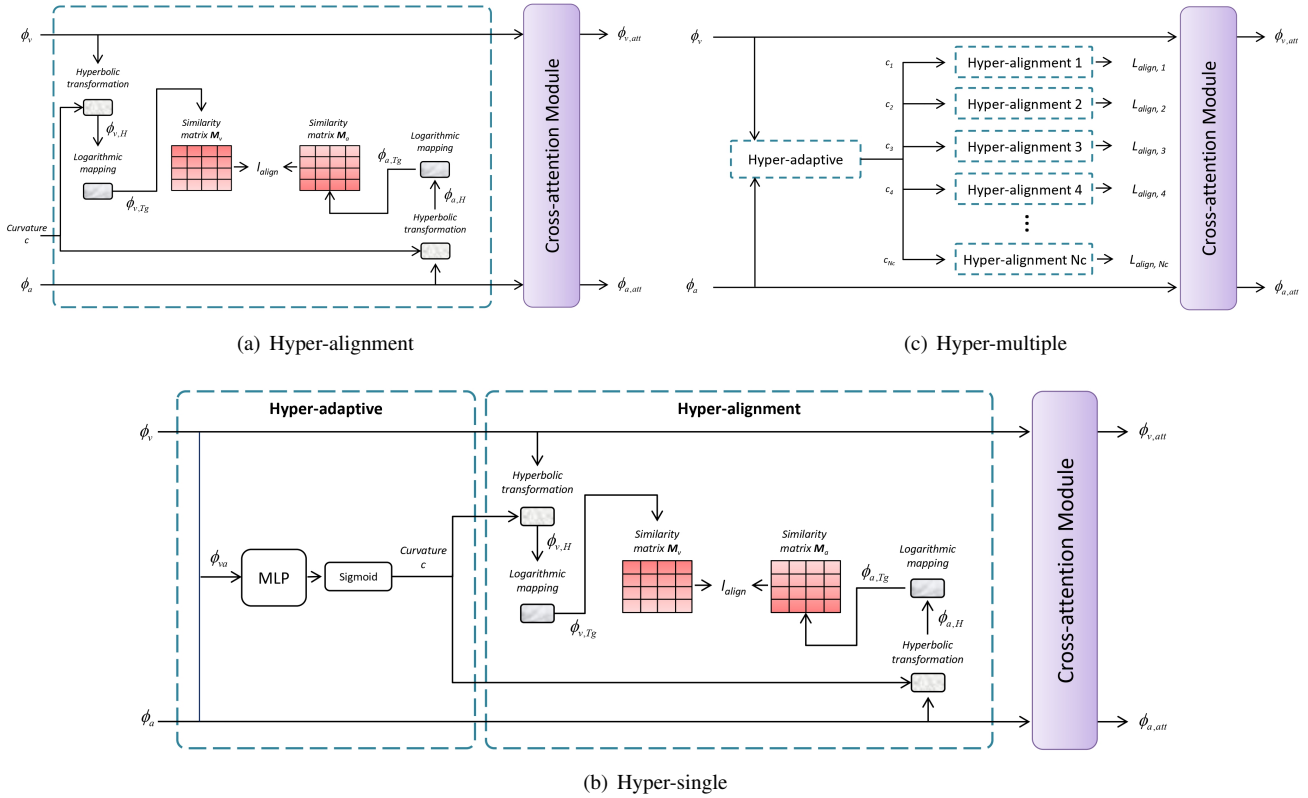 ϕv
Hyperbolic
transformation
ϕv,H
Logarithmic
mapping
ϕv,Tg
Curvature
c
ϕa
Similarity
matrix Mv
lalign
Similarity
matrix Ma
ϕa,Tg
Logarithmic
mapping
ϕa,H
Hyperbolic
transformation
Cross-attention Module
ϕv,att
ϕa,att
(a) Hyper-alignment
ϕv
ϕa
Hyper-adaptive
c1
Hyper-alignment 1
Lalign, 1
c2
Hyper-alignment 2
Lalign, 2
c3
Hyper-alignment 3
Lalign, 3
c4
Hyper-alignment 4
Lalign, 4
⋮
cNc
Hyper-alignment Nc
Lalign, Nc
Cross-attention Module
ϕv,att
ϕa,att
(c) Hyper-multiple
Hyper-adaptive
Hyper-alignment
ϕv
ϕva
MLP
Sigmoid
Curvature
c
ϕa
Hyperbolic
transformation
ϕv,H
Logarithmic
mapping
ϕv,Tg
Similarity
matrix Mv
lalign
Similarity
matrix Ma
ϕa,Tg
Logarithmic
mapping
ϕa,H
Hyperbolic
transformation
Cross-attention Module
ϕv,att
ϕa,att
(b) Hyper-single